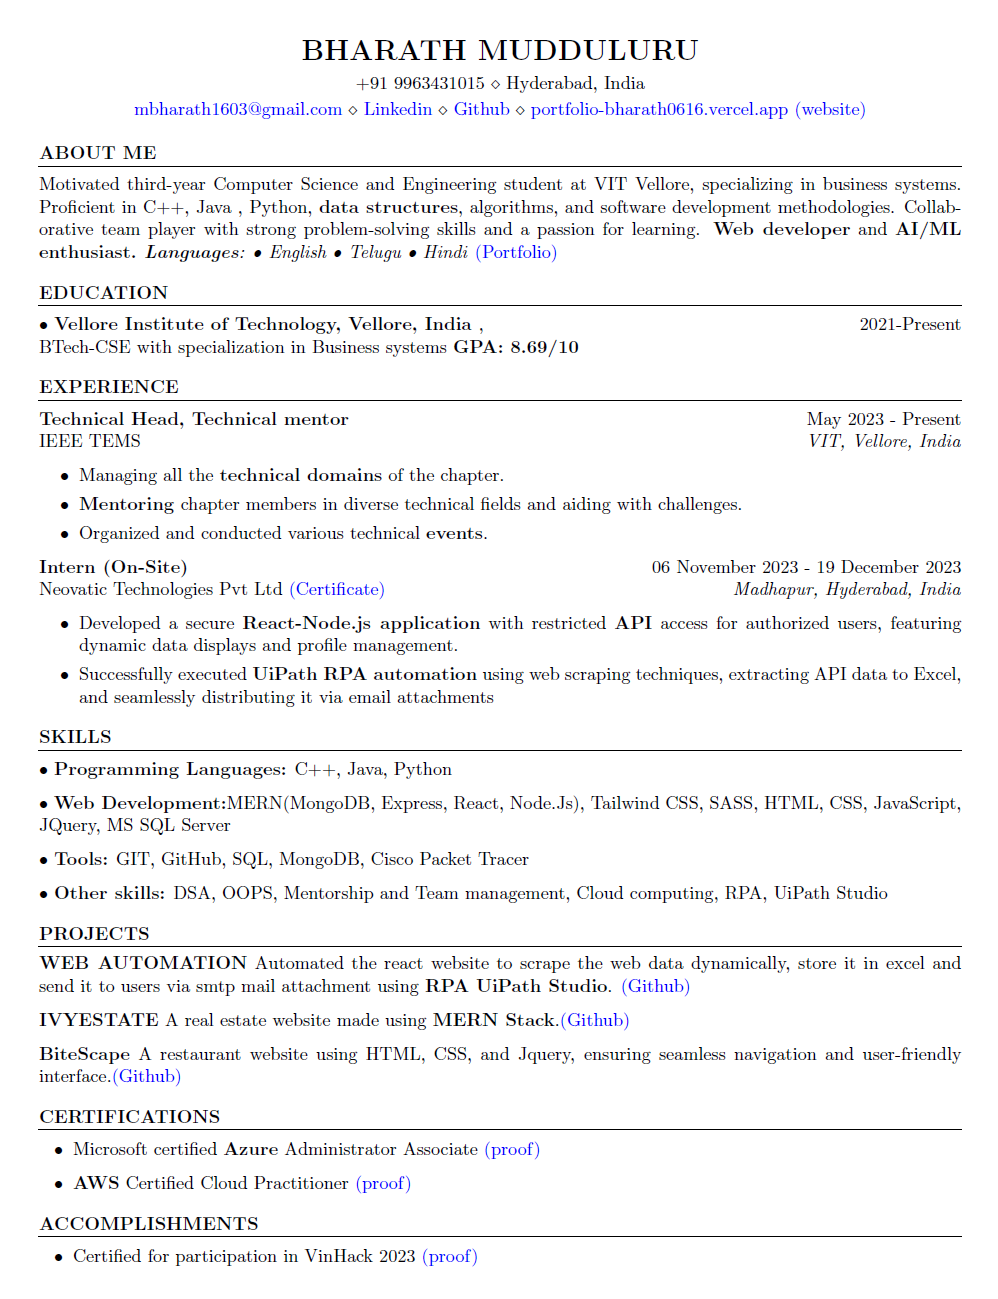 BHARATH MUDDULURU
+91 9963431015 ⋄ Hyderabad, India
mbharath1603@gmail.com ⋄ Linkedin ⋄ Github ⋄ portfolio-bharath0616.vercel.app (website)
ABOUT ME
Motivated third-year Computer Science and Engineering student at VIT Vellore, specializing in business systems.
Proficient in C++, Java , Python, data structures, algorithms, and software development methodologies. Collab-
orative team player with strong problem-solving skills and a passion for learning. Web developer and AI/ML
enthusiast. Languages: • English • Telugu • Hindi (Portfolio)
EDUCATION
• Vellore Institute of Technology, Vellore, India , 2021-Present
BTech-CSE with specialization in Business systems GPA: 8.69/10
EXPERIENCE
Technical Head, Technical mentor May 2023 - Present
IEEE TEMS VIT, Vellore, India
• Managing all the technical domains of the chapter.
• Mentoring chapter members in diverse technical fields and aiding with challenges.
• Organized and conducted various technical events.
Intern (On-Site) 06 November 2023 - 19 December 2023
Neovatic Technologies Pvt Ltd (Certificate) Madhapur, Hyderabad, India
• Developed a secure React-Node.js application with restricted API access for authorized users, featuring
dynamic data displays and profile management.
• Successfully executed UiPath RPA automation using web scraping techniques, extracting API data to Excel,
and seamlessly distributing it via email attachments
SKILLS
• Programming Languages: C++, Java, Python
• Web Development:MERN(MongoDB, Express, React, Node.Js), Tailwind CSS, SASS, HTML, CSS, JavaScript,
JQuery, MS SQL Server
• Tools: GIT, GitHub, SQL, MongoDB, Cisco Packet Tracer
• Other skills: DSA, OOPS, Mentorship and Team management, Cloud computing, RPA, UiPath Studio
PROJECTS
WEB AUTOMATION Automated the react website to scrape the web data dynamically, store it in excel and
send it to users via smtp mail attachment using RPA UiPath Studio. (Github)
IVYESTATE A real estate website made using MERN Stack.(Github)
BiteScape A restaurant website using HTML, CSS, and Jquery, ensuring seamless navigation and user-friendly
interface.(Github)
CERTIFICATIONS
• Microsoft certified Azure Administrator Associate (proof)
• AWS Certified Cloud Practitioner (proof)
ACCOMPLISHMENTS
• Certified for participation in VinHack 2023 (proof)